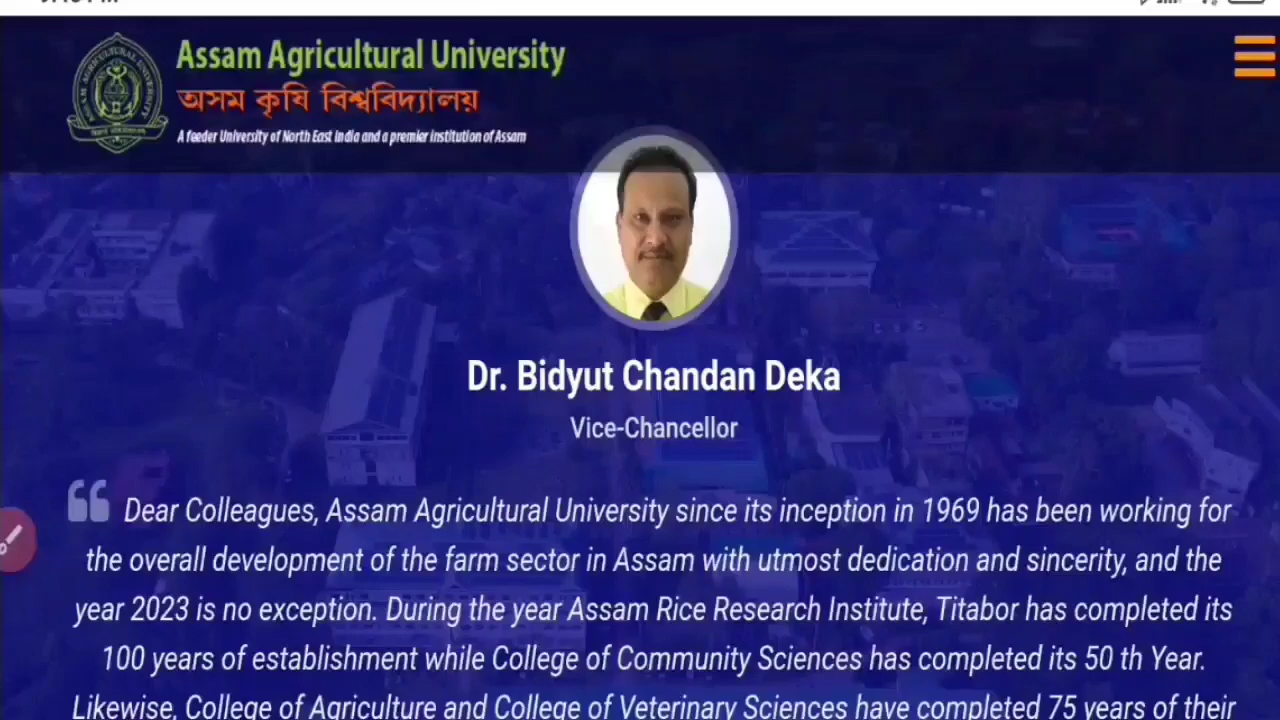 Assam Agricultural University
অসম কৃষি বিশ্ববিদ্যালয়
A feeder University of North East India and a premier institution of Assam
Dr. Bidyut Chandan Deka
Vice-Chancellor
“ Dear Colleagues, Assam Agricultural University since its inception in 1969 has been working for
the overall development of the farm sector in Assam with utmost dedication and sincerity, and the
year 2023 is no exception. During the year Assam Rice Research Institute, Titabor has completed its
100 years of establishment while College of Community Sciences has completed its 50 th Year.
Likewise, College of Agriculture and College of Veterinary Sciences have completed 75 years of their